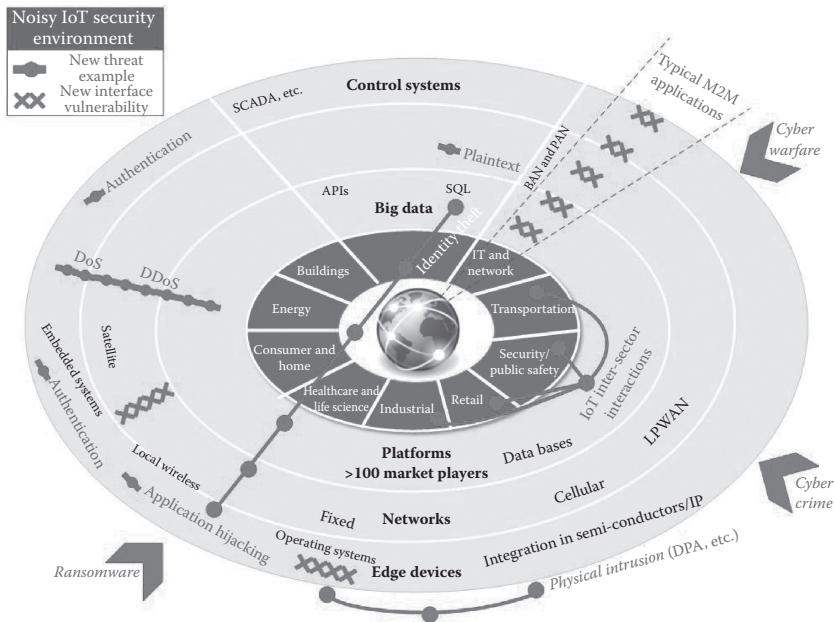 Noisy IoT security
environment
New threat
example
New interface
vulnerability
Control systems
SCADA, etc.
Typical M2M
applications
Cyber
warfare
Authentication
Plaintext
BAN and PAN
APIs
SQL
Big data
Identity theft
DoS
DDoS
Buildings
IT and
network
Energy
Transportation
Consumer and
home
Security/
public safety
Healthcare and
life science
Industrial
Retail
IoT inter-sector
interactions
Satellite
Embedded systems
Authentication
Local wireless
Platforms
>100 market players
Data bases
LPWAN
Application hijacking
Fixed
Networks
Cellular
Cyber
crime
Operating systems
Edge devices
Integration in semi-conductors/IP
Ransomware
Physical intrusion (DPA, etc.)